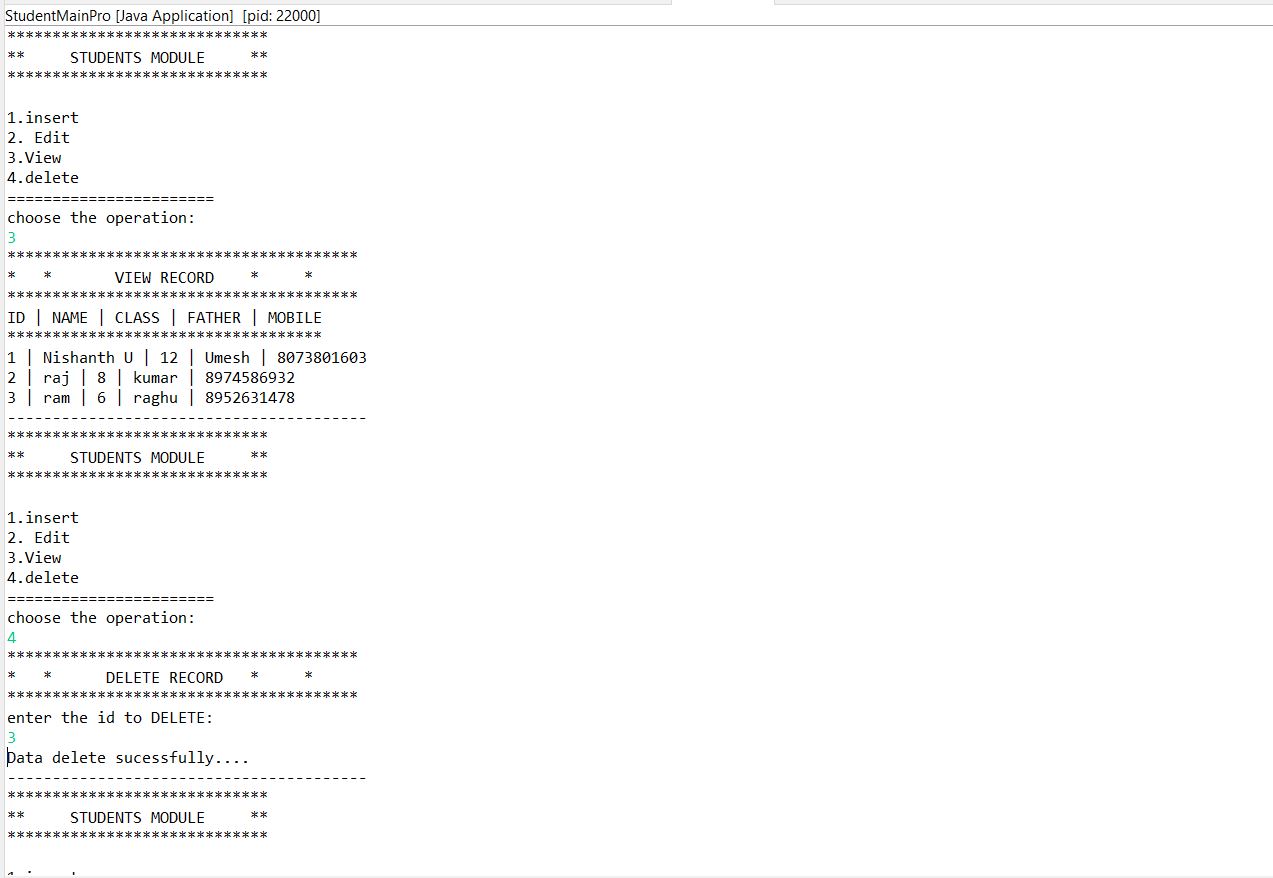 StudentMainPro [Java Application] [pid: 22000]
*****************************
**     STUDENTS MODULE     **
*****************************
1.insert
2. Edit
3.View
4.delete
=======================
choose the operation:
3
***************************************
*   *       VIEW RECORD    *     *
***************************************
ID | NAME | CLASS | FATHER | MOBILE
***********************************
1 | Nishanth U | 12 | Umesh | 8073801603
2 | raj | 8 | kumar | 8974586932
3 | ram | 6 | raghu | 8952631478
----------------------------------------
*****************************
**     STUDENTS MODULE     **
*****************************
1.insert
2. Edit
3.View
4.delete
=======================
choose the operation:
4
***************************************
*   *      DELETE RECORD   *     *
***************************************
enter the id to DELETE:
3
Data delete sucessfully....
----------------------------------------
*****************************
**     STUDENTS MODULE     **
*****************************